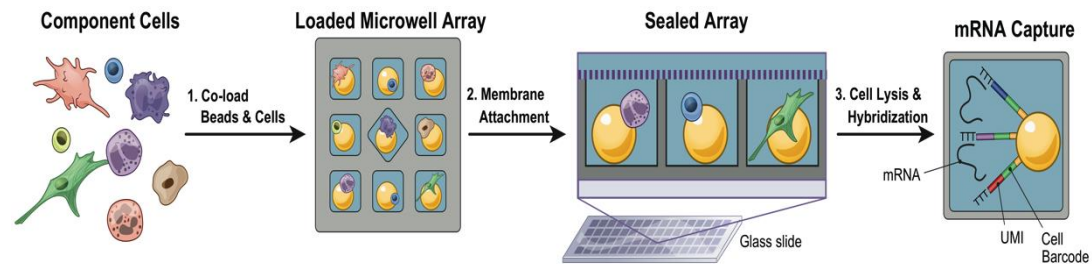 Component Cells
1. Co-load
Beads & Cells
Loaded Microwell Array
2. Membrane
Attachment
Sealed Array
Glass slide
3. Cell Lysis &
Hybridization
mRNA Capture
mRNA
UMI
Cell
Barcode